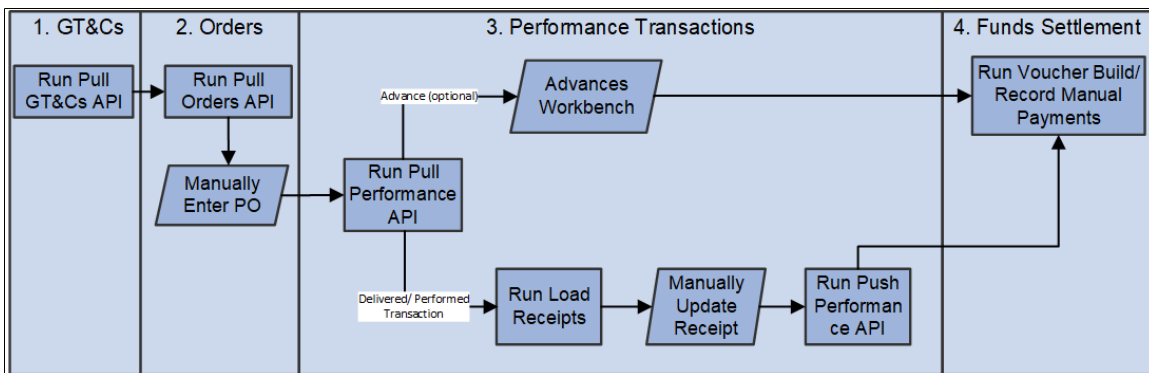 1. GT&Cs
2. Orders
3. Performance Transactions
4. Funds Settlement
Run Pull
GT&Cs API
Run Pull
Orders API
Manually
Enter PO
Run Pull
Performance
API
Advance (optional)
Advances
Workbench
Delivered/ Performed
Transaction
Run Load
Receipts
Manually
Update
Receipt
Run Push
Performan
ce API
Run Voucher Build/
Record Manual
Payments